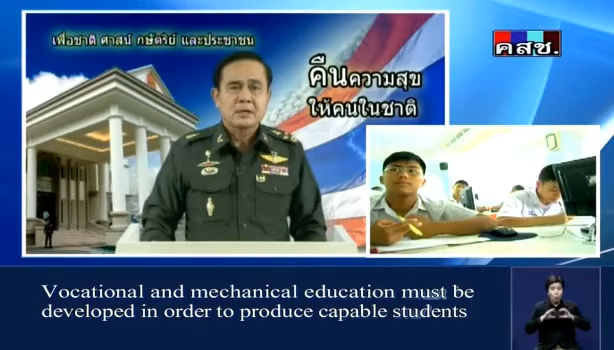 เพื่อชาติ ศาสน์ กษัตริย์ และประชาชน
คสช.
คืนความสุข
ให้คนในชาติ
Vocational and mechanical education must be
developed in order to produce capable students